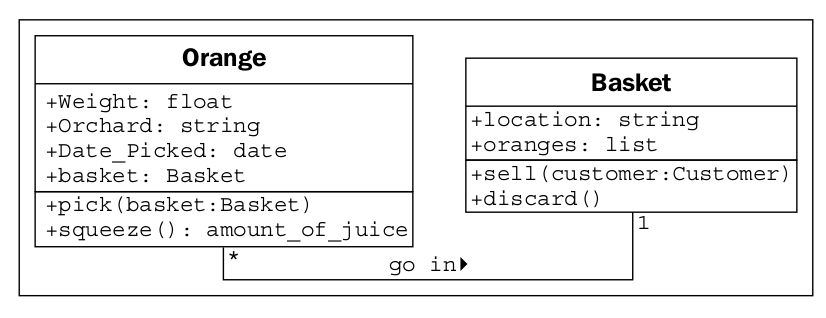 Orange
+Weight: float
+Orchard: string
+Date_Picked: date
+basket: Basket
+pick(basket:Basket)
+squeeze(): amount_of_juice
Basket
+location: string
+oranges: list
+sell(customer:Customer)
+discard()
*
go in
1